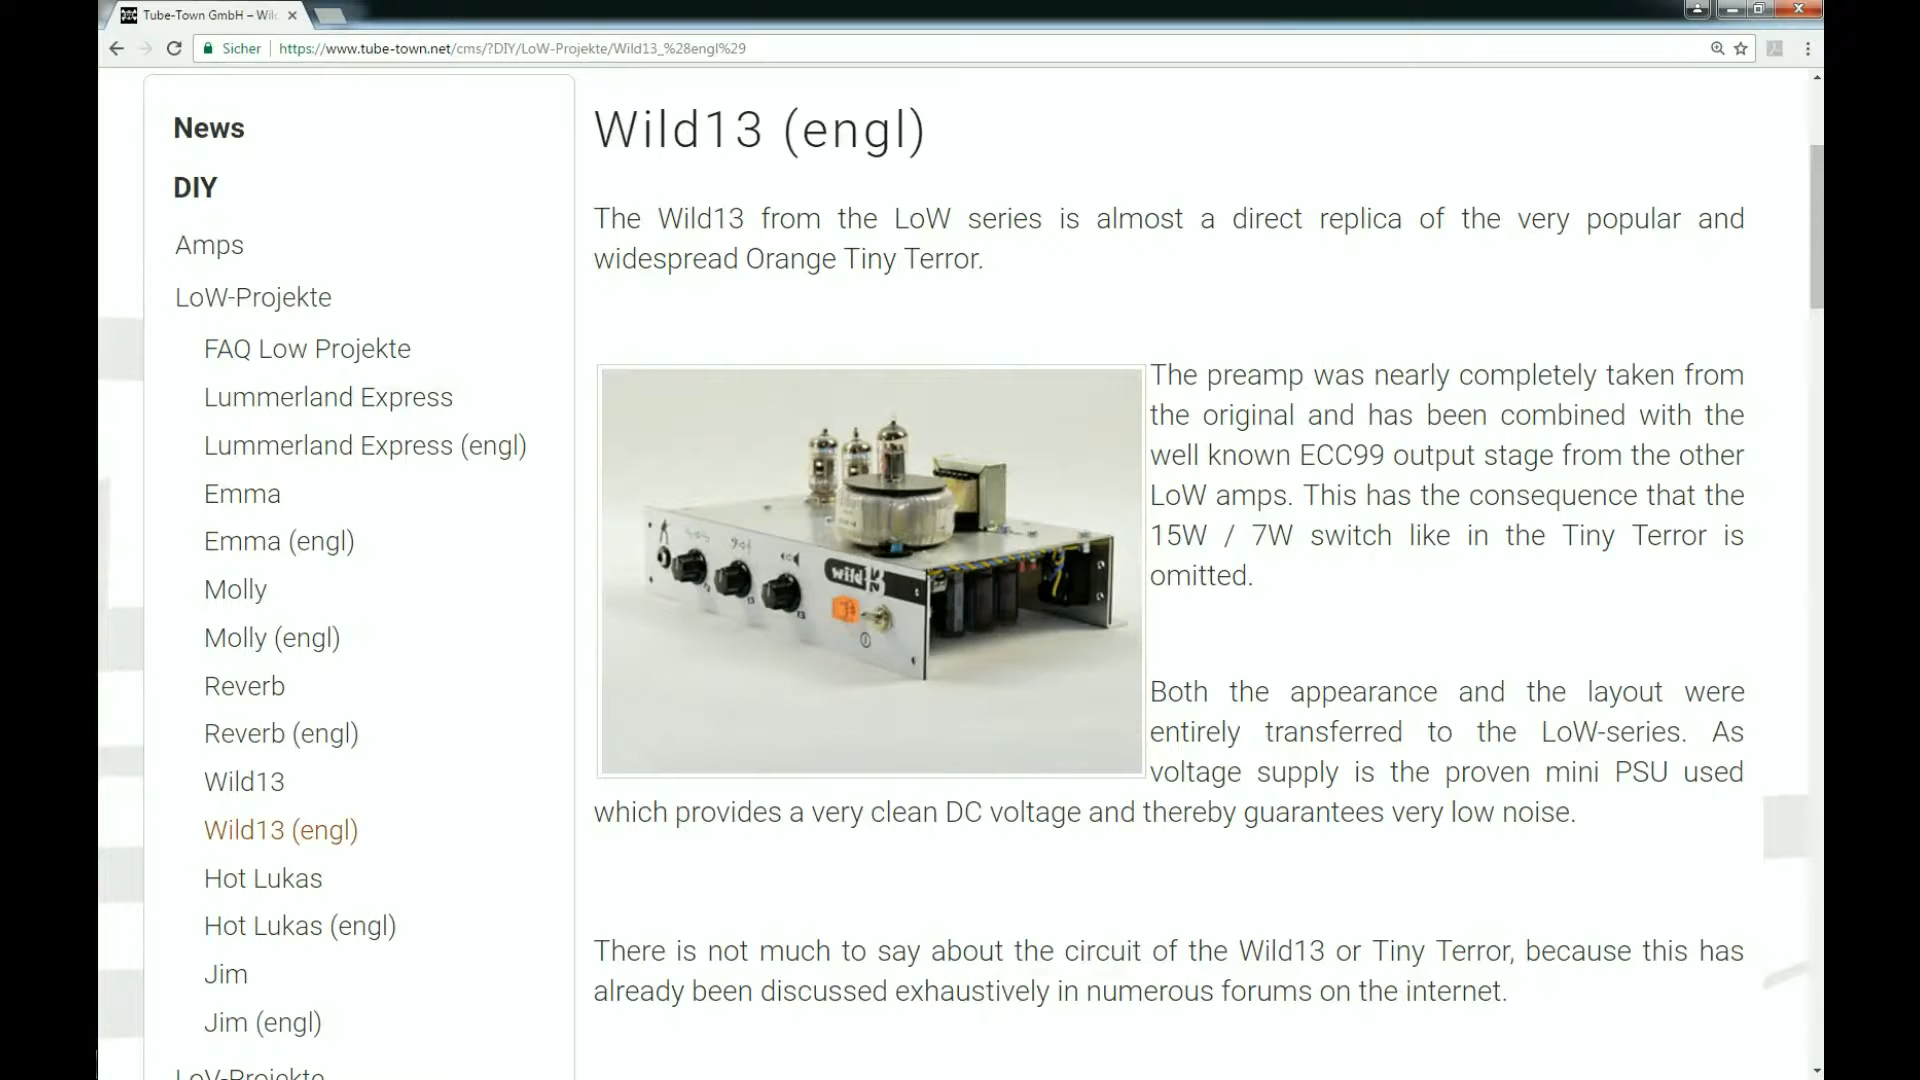 Tube-Town GmbH – Wil
Sicher https://www.tube-town.net/cms/?DIY/LoW-Projekte/Wild13_%28engl%29
News
DIY
Amps
LoW-Projekte
FAQ Low Projekte
Lummerland Express
Lummerland Express (engl)
Emma
Emma (engl)
Molly
Molly (engl)
Reverb
Reverb (engl)
Wild13
Wild13 (engl)
Hot Lukas
Hot Lukas (engl)
Jim
Jim (engl)
LoV-Projekte
Wild13 (engl)
The Wild13 from the LoW series is almost a direct replica of the very popular and
widespread Orange Tiny Terror.
wild 13
The preamp was nearly completely taken from
the original and has been combined with the
well known ECC99 output stage from the other
LoW amps. This has the consequence that the
15W / 7W switch like in the Tiny Terror is
omitted.
Both the appearance and the layout were
entirely transferred to the LoW-series. As
voltage supply is the proven mini PSU used
which provides a very clean DC voltage and thereby guarantees very low noise.
There is not much to say about the circuit of the Wild13 or Tiny Terror, because this has
already been discussed exhaustively in numerous forums on the internet.